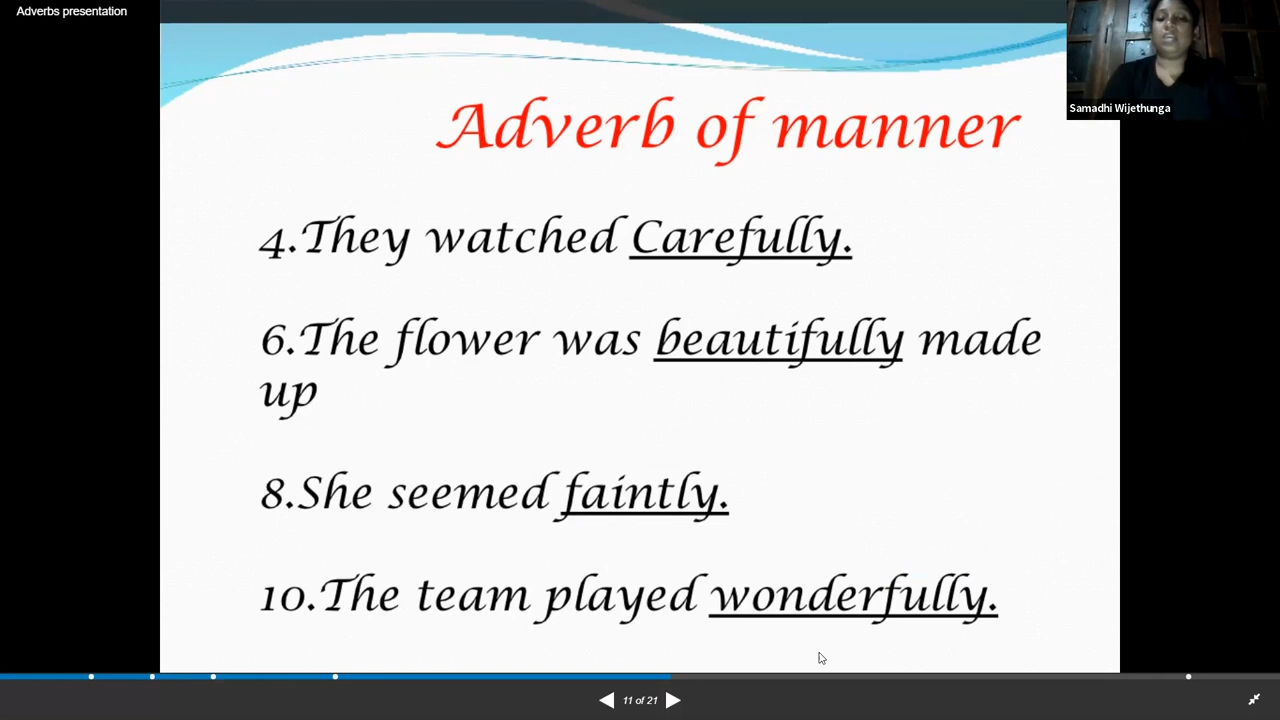 Adverbs presentation
Samadhi Wijethunga
Adverb of manner
4.They watched Carefully.
6.The flower was beautifully made
up
8.She seemed faintly.
10.The team played wonderfully.
11 of 21